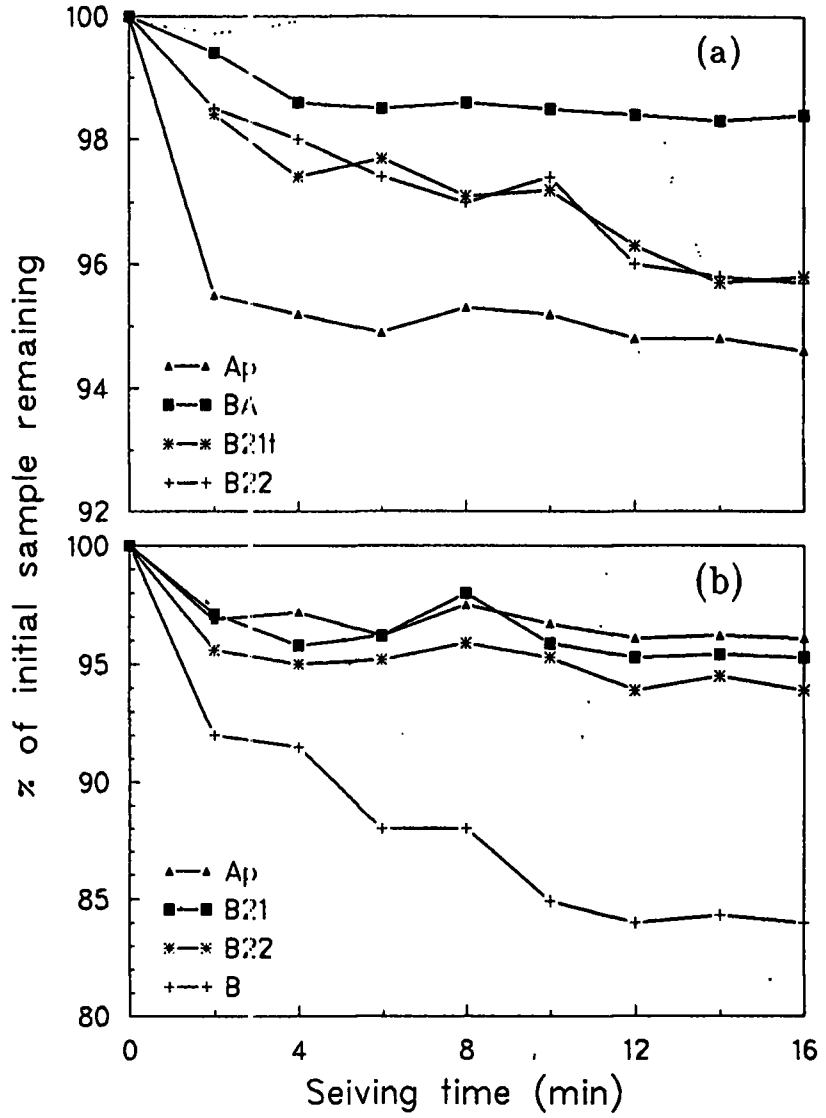 % of initial sample remaining
100
98
96
94
92
(a)
Ap
BA
B21t
B22
100
95
90
85
80
(b)
Ap
B21
B22
B
0
4
8
12
16
Seiving time (min)